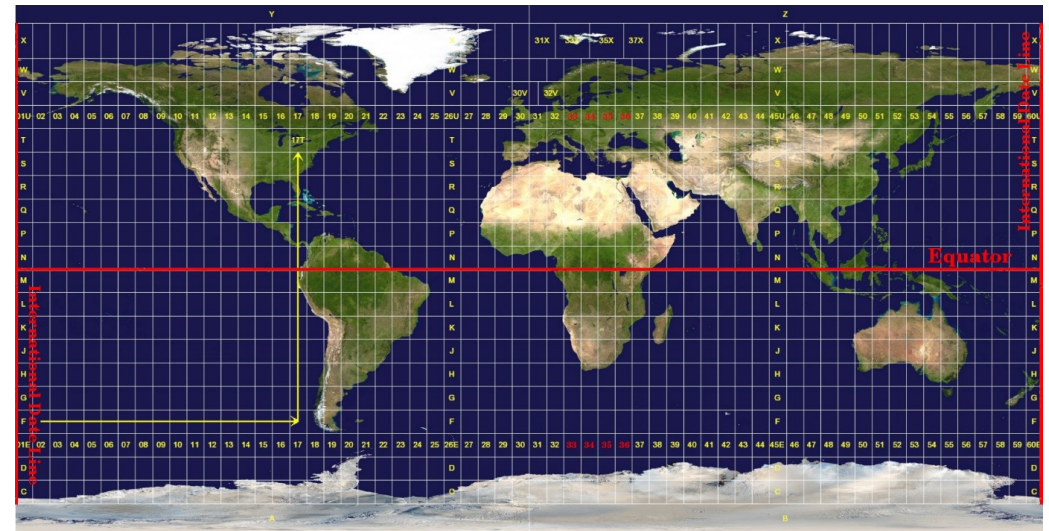 Y Z
X X 31X 33X 35X 37X X X
W W W W
V V 30V 32V V V
01U 02 03 04 05 06 07 08 09 10 11 12 13 14 15 16 17 18 19 20 21 22 23 24 25 26U 27 28 29 30 31 32 33 34 35 36 37 38 39 40 41 42 43 44 45U 46 47 48 49 50 51 52 53 54 55 56 57 58 59 60U
T 17T T T T
S S S S
R R R R
Q Q Q Q
P P P P
N N N N
International Date Line
Equator
M M M M
L L L L
K K K K
J J J J
H H H H
G G G G
F F F F
International Date Line
01E 02 03 04 05 06 07 08 09 10 11 12 13 14 15 16 17 18 19 20 21 22 23 24 25 26E 27 28 29 30 31 32 33 34 35 36 37 38 39 40 41 42 43 44 45E 46 47 48 49 50 51 52 53 54 55 56 57 58 59 60E
D D D D
C C C C
A B